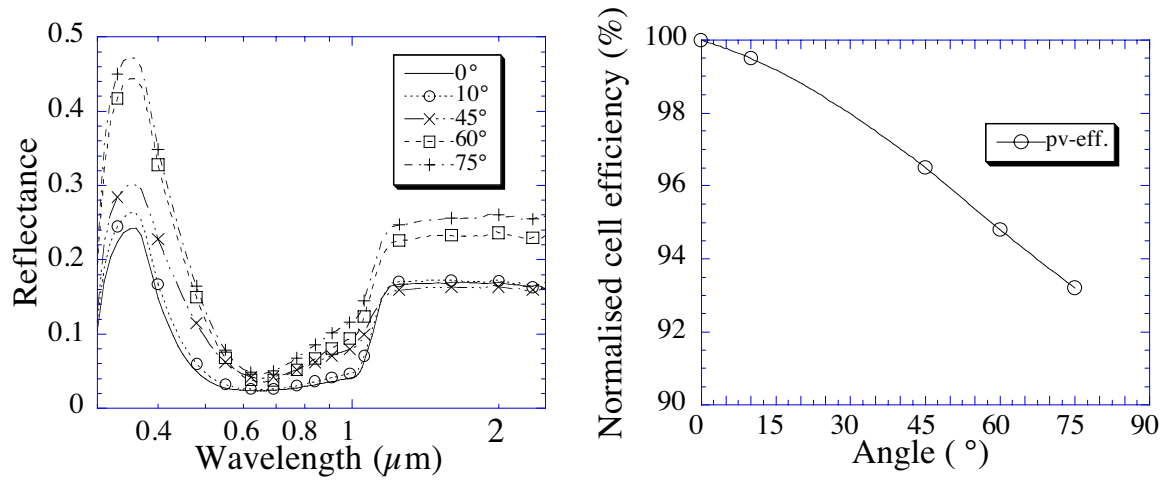 Reflectance
0.5
0.4
0.3
0.2
0.1
0
0°
10°
45°
60°
75°
0.4 0.6 0.8 1 2
Wavelength (µm)
Normalised cell efficiency (%)
100
98
96
94
92
90
pv-eff.
0 15 30 45 60 75 90
Angle ( °)